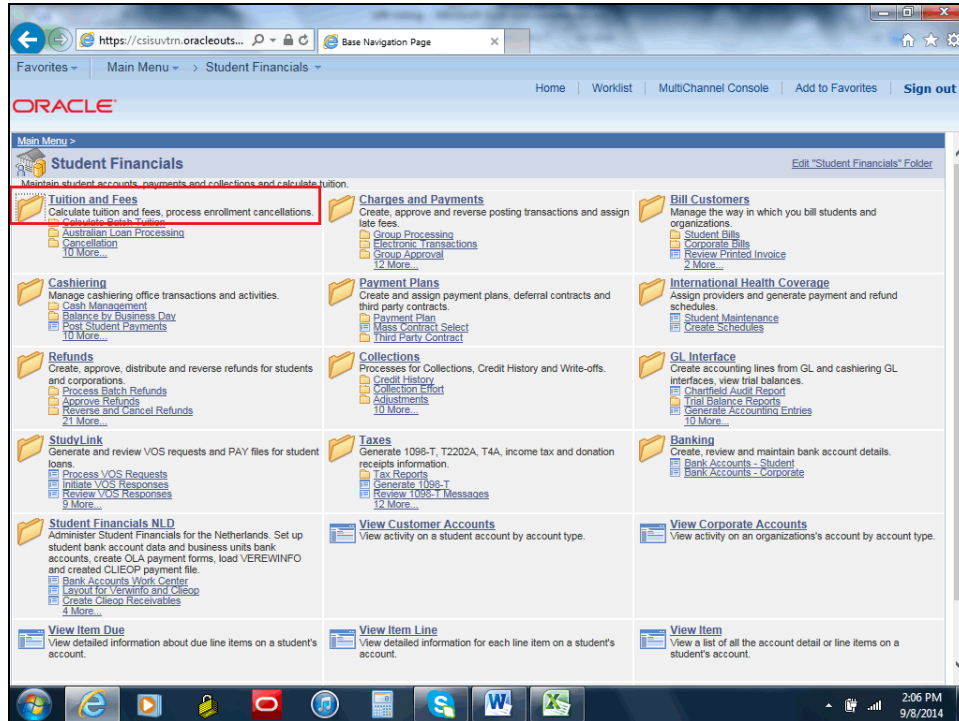 https://csisuvtrn.oracleouts...
Base Navigation Page
Favorites
Main Menu > Student Financials
Home
Worklist
MultiChannel Console
Add to Favorites
Sign out
ORACLE
Main Menu >
Student Financials
Edit "Student Financials" Folder
Maintain student accounts, payments and collections and calculate tuition.
Tuition and Fees
Calculate tuition and fees, process enrollment cancellations.
Calculate Batch Tuition
Australian Loan Processing
Cancellation
10 More...
Charges and Payments
Create, approve and reverse posting transactions and assign
late fees.
Group Processing
Electronic Transactions
Group Approval
12 More...
Bill Customers
Manage the way in which you bill students and
organizations.
Student Bills
Corporate Bills
Review Printed Invoice
2 More...
Cashiering
Manage cashiering office transactions and activities.
Cash Management
Balance by Business Day
Post Student Payments
10 More...
Payment Plans
Create and assign payment plans, deferral contracts and
third party contracts.
Payment Plan
Mass Contract Select
Third Party Contract
International Health Coverage
Assign providers and generate payment and refund
schedules.
Student Maintenance
Create Schedules
Refunds
Create, approve, distribute and reverse refunds for students
and corporations.
Process Batch Refunds
Approve Refunds
Reverse and Cancel Refunds
21 More...
Collections
Processes for Collections, Credit History and Write-offs.
Credit History
Collection Effort
Adjustments
10 More...
GL Interface
Create accounting lines from GL and cashiering GL
interfaces, view trial balances.
Chartfield Audit Report
Trial Balance Reports
Generate Accounting Entries
10 More...
StudyLink
Generate and review VOS requests and PAY files for student
loans.
Process VOS Requests
Initiate VOS Responses
Review VOS Responses
9 More...
Taxes
Generate 1098-T, T2202A, T4A, income tax and donation
receipts information.
Tax Reports
Generate 1098-T
Review 1098-T Messages
12 More...
Banking
Create, review and maintain bank account details.
Bank Accounts - Student
Bank Accounts - Corporate
Student Financials NLD
Administer Student Financials for the Netherlands. Set up
student bank account data and business units bank
accounts, create OLA payment forms, load VEREWINFO
and created CLIEOP payment file.
Bank Accounts Work Center
Layout for Verwinfo and Clieop
Create Clieop Receivables
4 More...
View Customer Accounts
View activity on a student account by account type.
View Corporate Accounts
View activity on an organizations's account by account type.
View Item Due
View detailed information about due line items on a student's
account.
View Item Line
View detailed information for each line item on a student's
account.
View Item
View a list of all the account detail or line items on a
student's account.
2:06 PM
9/8/2014